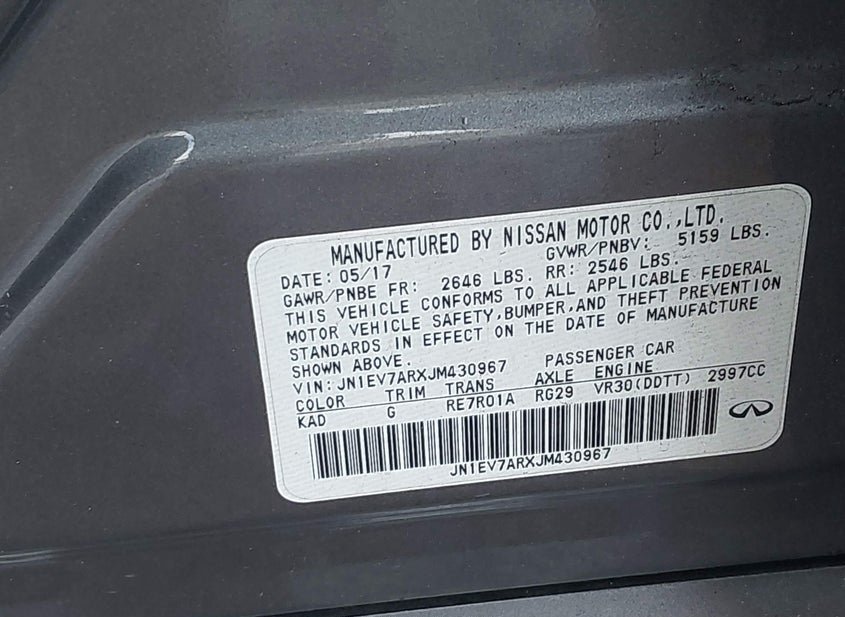 MANUFACTURED BY NISSAN MOTOR CO.,LTD.
DATE: 05/17 GVWR/PNBV: 5159 LBS.
GAWR/PNBE FR: 2646 LBS. RR: 2546 LBS.
THIS VEHICLE CONFORMS TO ALL APPLICABLE FEDERAL
MOTOR VEHICLE SAFETY,BUMPER,AND THEFT PREVENTION
STANDARDS IN EFFECT ON THE DATE OF MANUFACTURE
SHOWN ABOVE.
VIN:JN1EV7ARXJM430967 PASSENGER CAR
COLOR TRIM TRANS AXLE ENGINE
KAD G RE7R01A RG29 VR30(DDTT) 2997CC
JN1EV7ARXJM430967